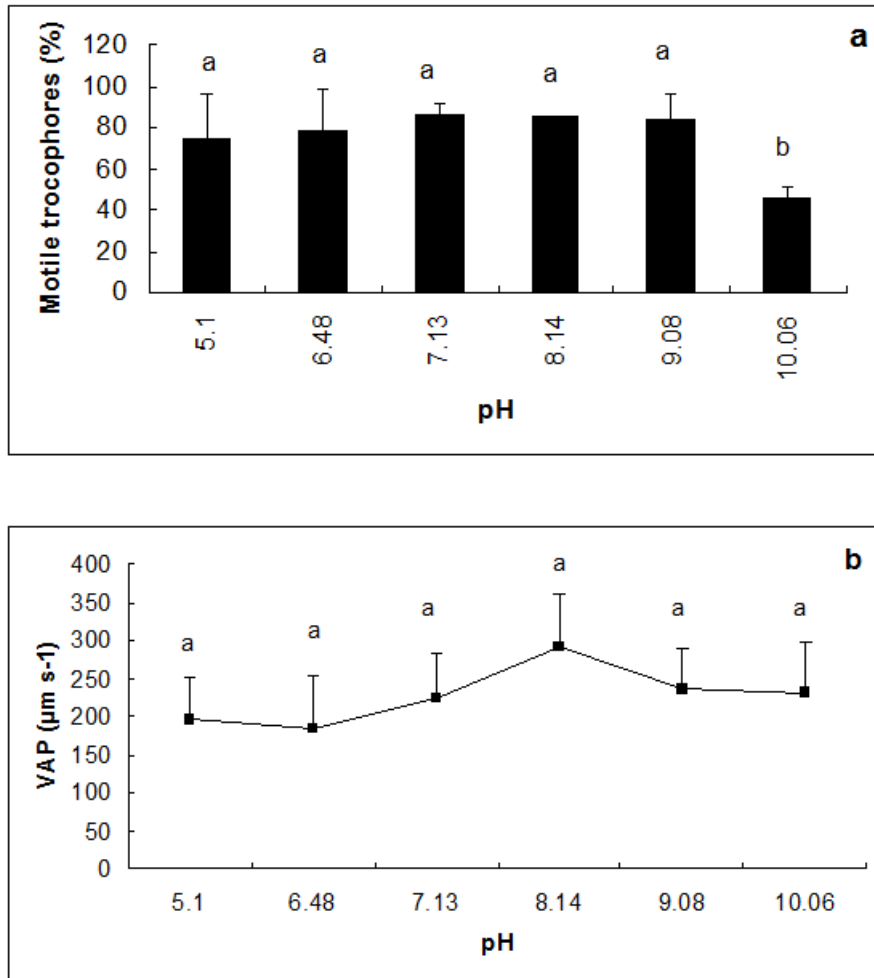 a
Motile trocophores (%)
120
100
80
60
40
20
0
a
a
a
a
a
b
5.1
6.48
7.13
8.14
9.08
10.06
pH
b
VAP (µm s-1)
400
350
300
250
200
150
100
50
0
a
a
a
a
a
a
5.1
6.48
7.13
8.14
9.08
10.06
pH